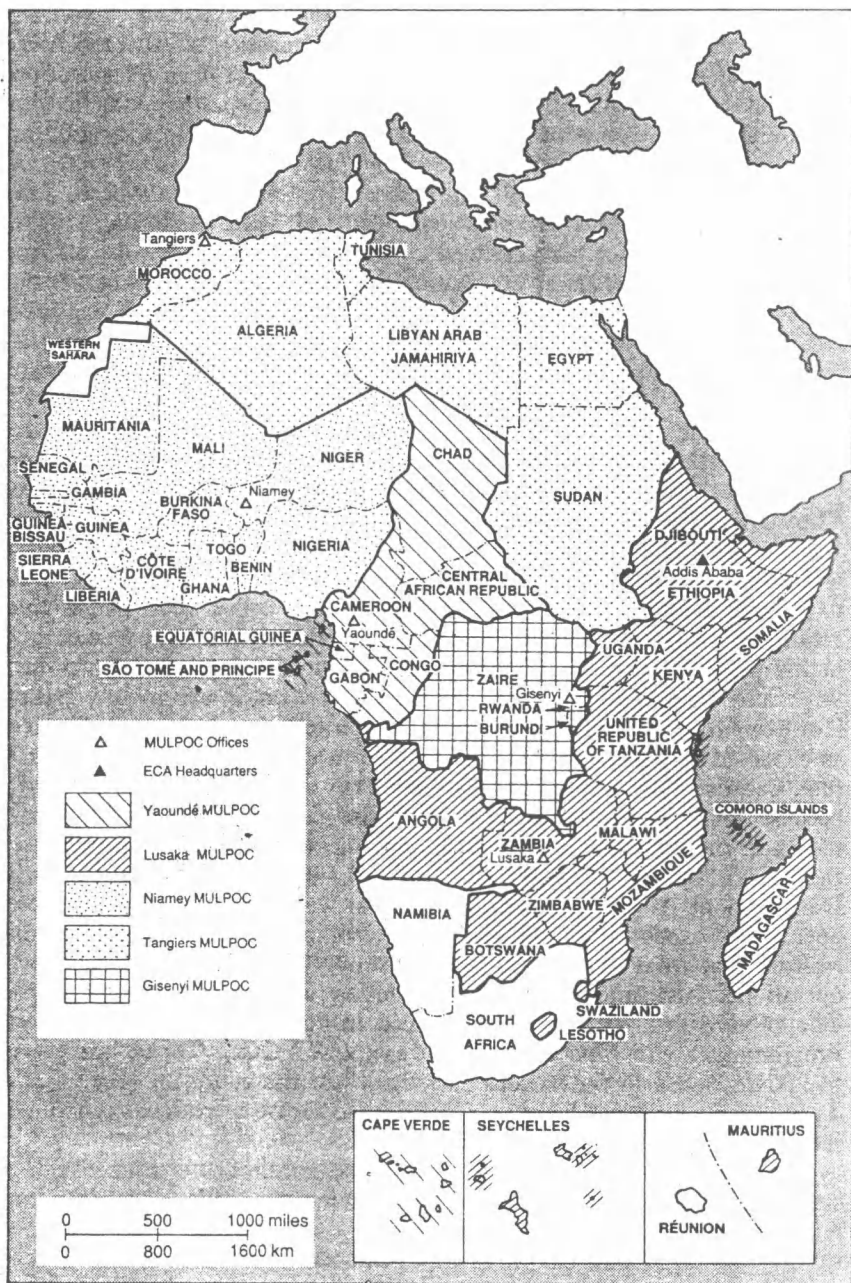 Tangiers
TUNISIA
MOROCCO
ALGERIA
LIBYAN ARAB
JAMAHIRIYA
EGYPT
WESTERN
SAHARA
MAURITANIA
MALI
NIGER
CHAD
SUDAN
SENEGAL
GAMBIA
BURKINA
FASO
Niamey
GUINEA
BISSAU
GUINEA
NIGERIA
SIERRA
LEONE
CÔTE
D'IVOIRE
TOGO
BENIN
LIBERIA
GHANA
DJIBOUTI
Addis Ababa
ETHIOPIA
SOMALIA
CENTRAL
AFRICAN REPUBLIC
CAMEROON
Yaoundé
EQUATORIAL GUINEA
SÃO TOMÉ AND PRINCIPE
CONGO
GABON
ZAIRE
UGANDA
KENYA
Gisenyi
RWANDA
BURUNDI
UNITED
REPUBLIC
OF TANZANIA
COMORO ISLANDS
ANGOLA
ZAMBIA
Lusaka
MALAWI
MOZAMBIQUE
ZIMBABWE
MADAGASCAR
NAMIBIA
BOTSWANA
SWAZILAND
SOUTH
AFRICA
LESOTHO
MULPOC Offices
ECA Headquarters
Yaoundé MULPOC
Lusaka MULPOC
Niamey MULPOC
Tangiers MULPOC
Gisenyi MULPOC
CAPE VERDE
SEYCHELLES
MAURITIUS
RÉUNION
0 500 1000 miles
0 800 1600 km